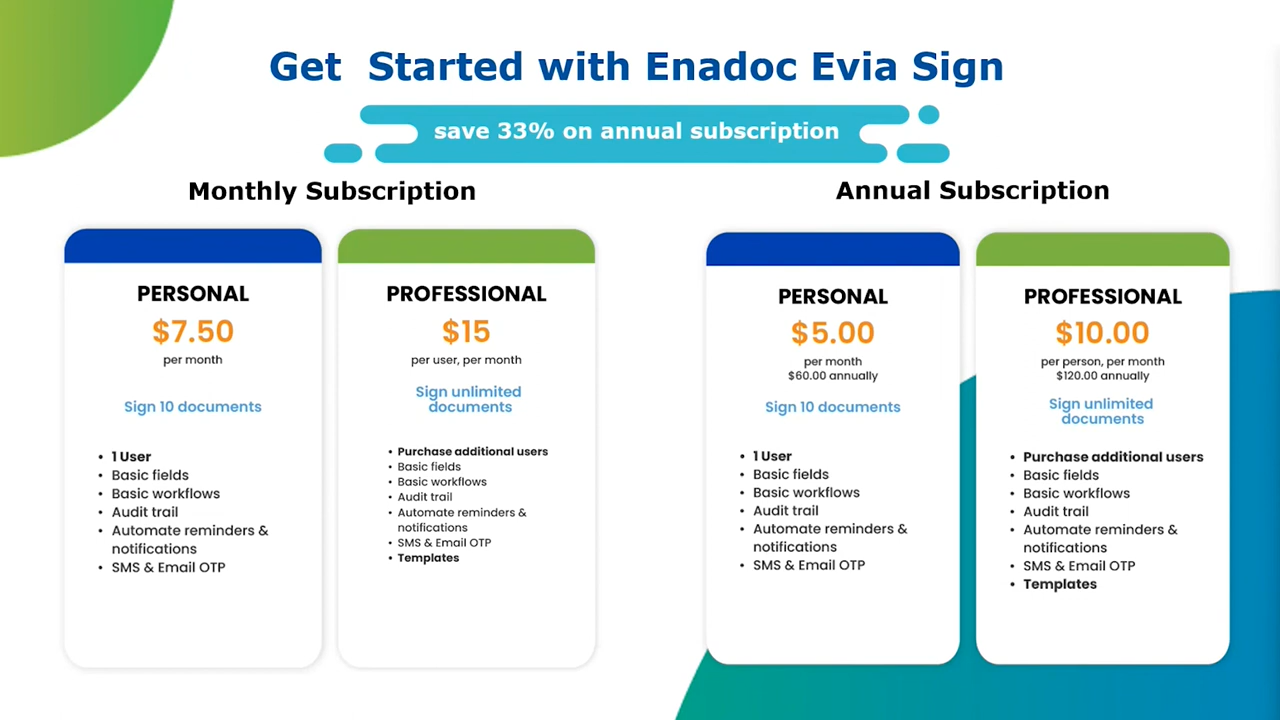 Get  Started with Enadoc Evia Sign
save 33% on annual subscription
Monthly Subscription
PERSONAL
$7.50
per month
Sign 10 documents
• 1 User
• Basic fields
• Basic workflows
• Audit trail
• Automate reminders &
notifications
• SMS & Email OTP
PROFESSIONAL
$15
per user, per month
Sign unlimited
documents
• Purchase additional users
• Basic fields
• Basic workflows
• Audit trail
• Automate reminders &
notifications
• SMS & Email OTP
• Templates
Annual Subscription
PERSONAL
$5.00
per month
$60.00 annually
Sign 10 documents
• 1 User
• Basic fields
• Basic workflows
• Audit trail
• Automate reminders &
notifications
• SMS & Email OTP
PROFESSIONAL
$10.00
per person, per month
$120.00 annually
Sign unlimited
documents
• Purchase additional users
• Basic fields
• Basic workflows
• Audit trail
• Automate reminders &
notifications
• SMS & Email OTP
• Templates